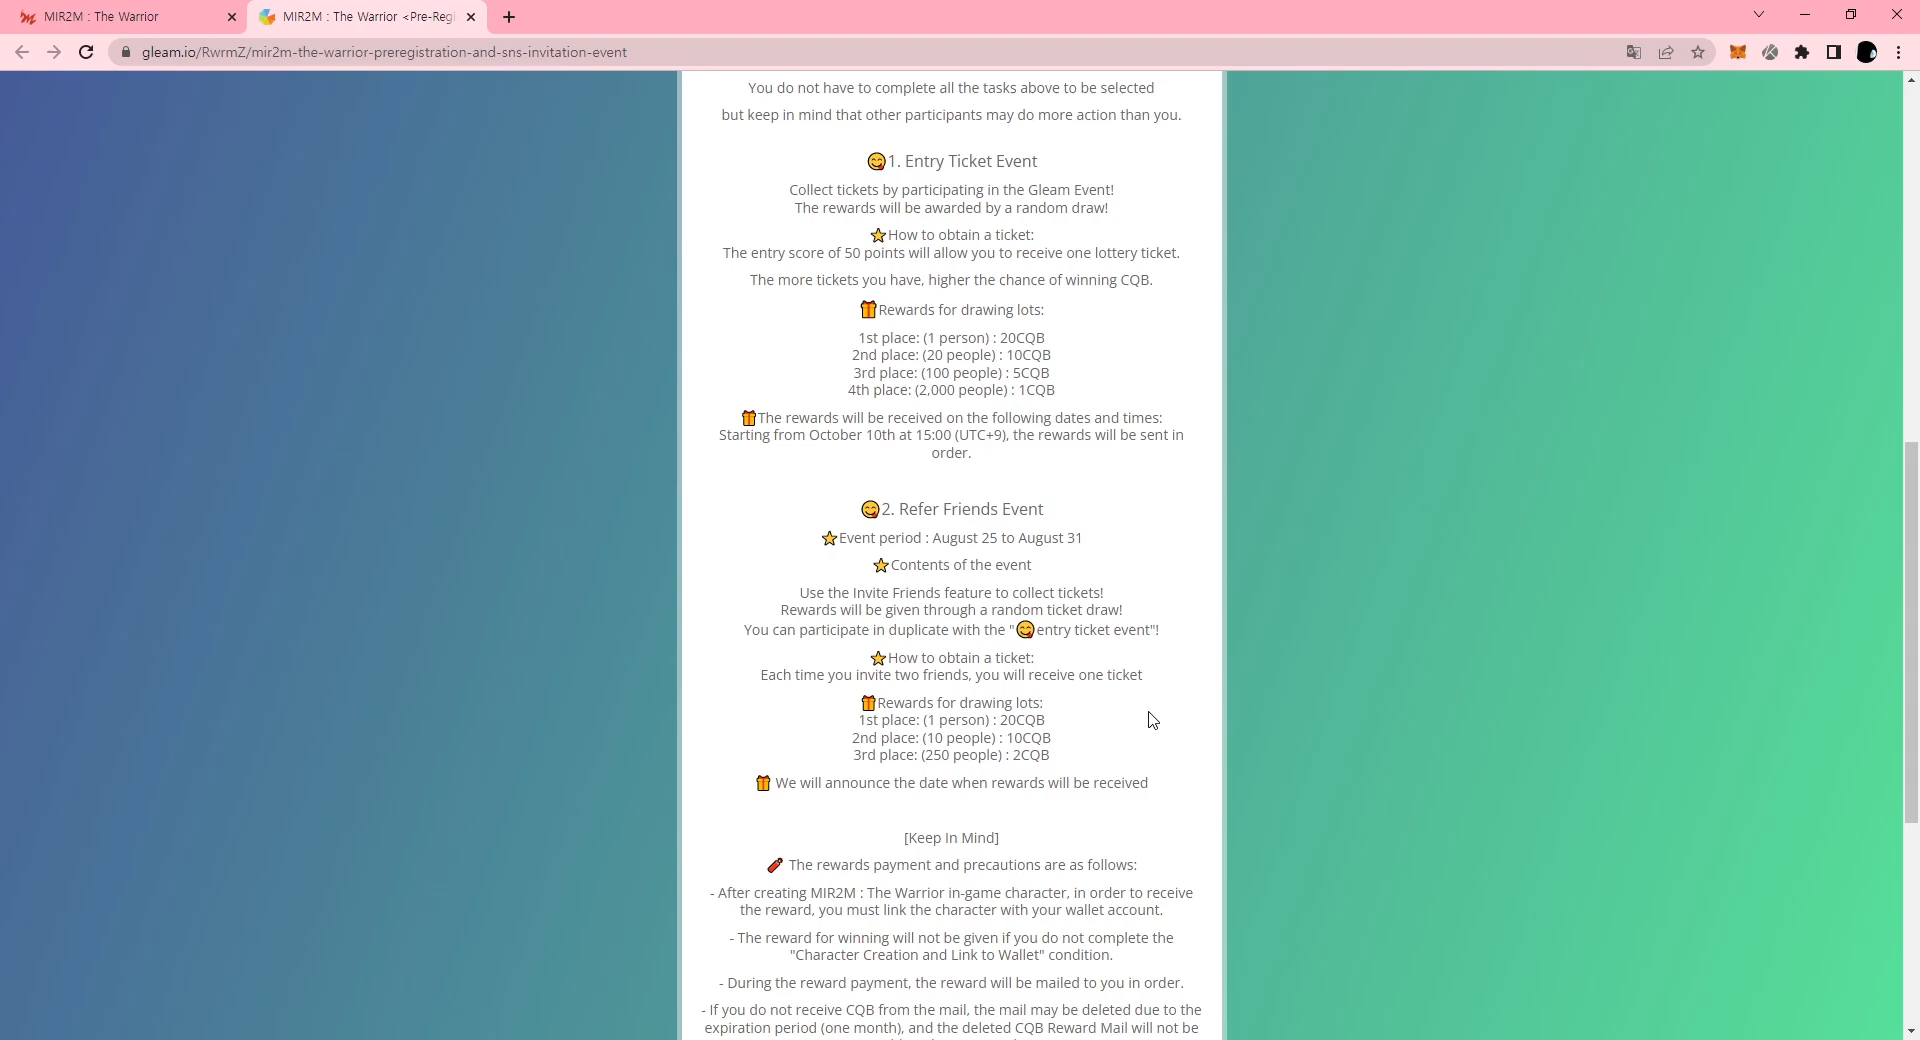 MIR2M : The Warrior
MIR2M : The Warrior <Pre-Regi
gleam.io/RwrmZ/mir2m-the-warrior-preregistration-and-sns-invitation-event
You do not have to complete all the tasks above to be selected
but keep in mind that other participants may do more action than you.
😋1. Entry Ticket Event
Collect tickets by participating in the Gleam Event!
The rewards will be awarded by a random draw!
⭐How to obtain a ticket:
The entry score of 50 points will allow you to receive one lottery ticket.
The more tickets you have, higher the chance of winning CQB.
🎁Rewards for drawing lots:
1st place: (1 person) : 20CQB
2nd place: (20 people) : 10CQB
3rd place: (100 people) : 5CQB
4th place: (2,000 people) : 1CQB
🎁The rewards will be received on the following dates and times:
Starting from October 10th at 15:00 (UTC+9), the rewards will be sent in
order.
😋2. Refer Friends Event
⭐Event period : August 25 to August 31
⭐Contents of the event
Use the Invite Friends feature to collect tickets!
Rewards will be given through a random ticket draw!
You can participate in duplicate with the "😋entry ticket event"!
⭐How to obtain a ticket:
Each time you invite two friends, you will receive one ticket
🎁Rewards for drawing lots:
1st place: (1 person) : 20CQB
2nd place: (10 people) : 10CQB
3rd place: (250 people) : 2CQB
🎁 We will announce the date when rewards will be received
[Keep In Mind]
🧨 The rewards payment and precautions are as follows:
- After creating MIR2M : The Warrior in-game character, in order to receive
the reward, you must link the character with your wallet account.
- The reward for winning will not be given if you do not complete the
"Character Creation and Link to Wallet" condition.
- During the reward payment, the reward will be mailed to you in order.
- If you do not receive CQB from the mail, the mail may be deleted due to the
expiration period (one month), and the deleted CQB Reward Mail will not be